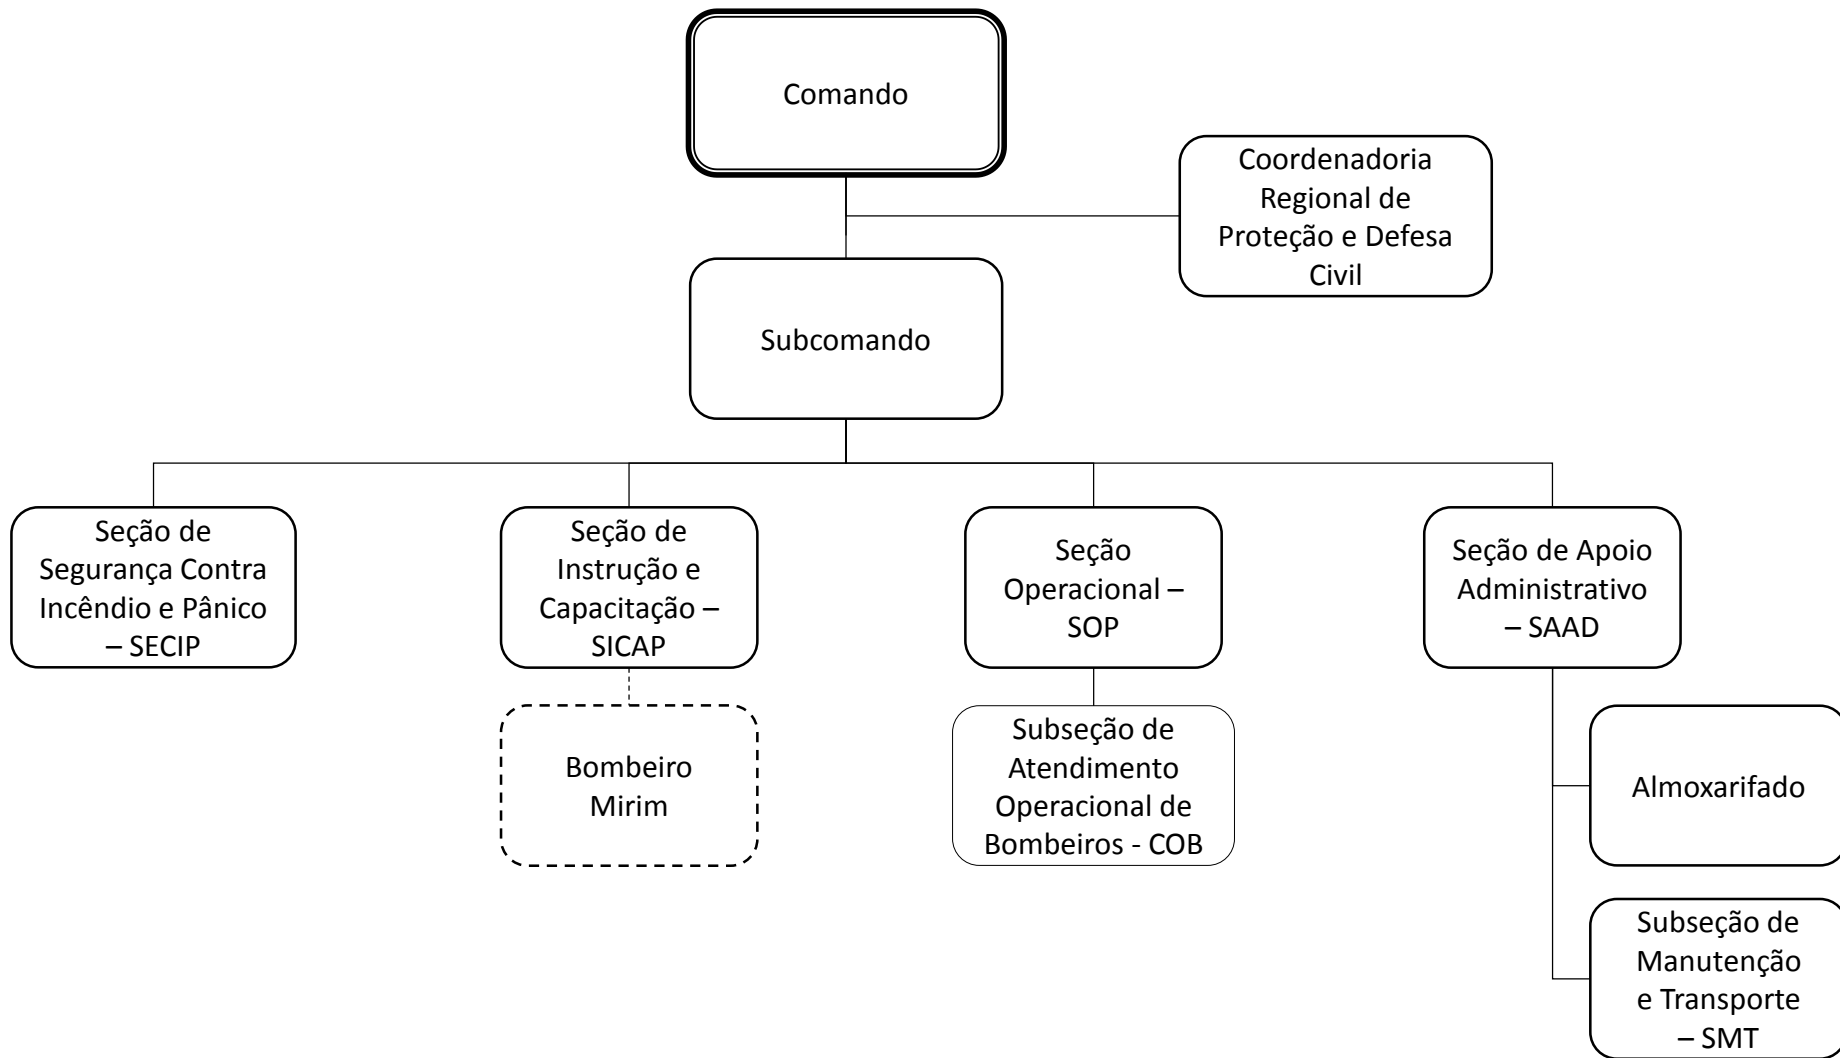 Comando
Coordenadoria
Regional de
Proteção e Defesa
Civil
Subcomando
Seção de
Segurança Contra
Incêndio e Pânico
– SECIP
Seção de
Instrução e
Capacitação –
SICAP
Seção
Operacional –
SOP
Seção de Apoio
Administrativo
– SAAD
Bombeiro
Mirim
Subseção de
Atendimento
Operacional de
Bombeiros - COB
Almoxarifado
Subseção de
Manutenção
e Transporte
– SMT